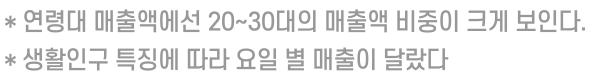 * 연령대 매출액에선 20~30대의 매출액 비중이 크게 보인다.
* 생활인구 특징에 따라 요일 별 매출이 달랐다